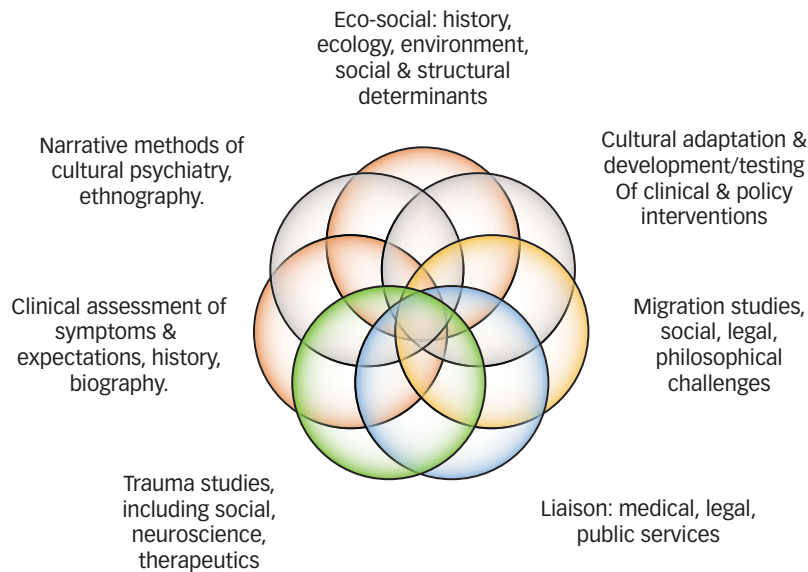 Eco-social: history,
ecology, environment,
social & structural
determinants
Narrative methods of
cultural psychiatry,
ethnography.
Cultural adaptation &
development/testing
Of clinical & policy
interventions
Clinical assessment of
symptoms &
expectations, history,
biography.
Migration studies,
social, legal,
philosophical
challenges
Trauma studies,
including social,
neuroscience,
therapeutics
Liaison: medical, legal,
public services